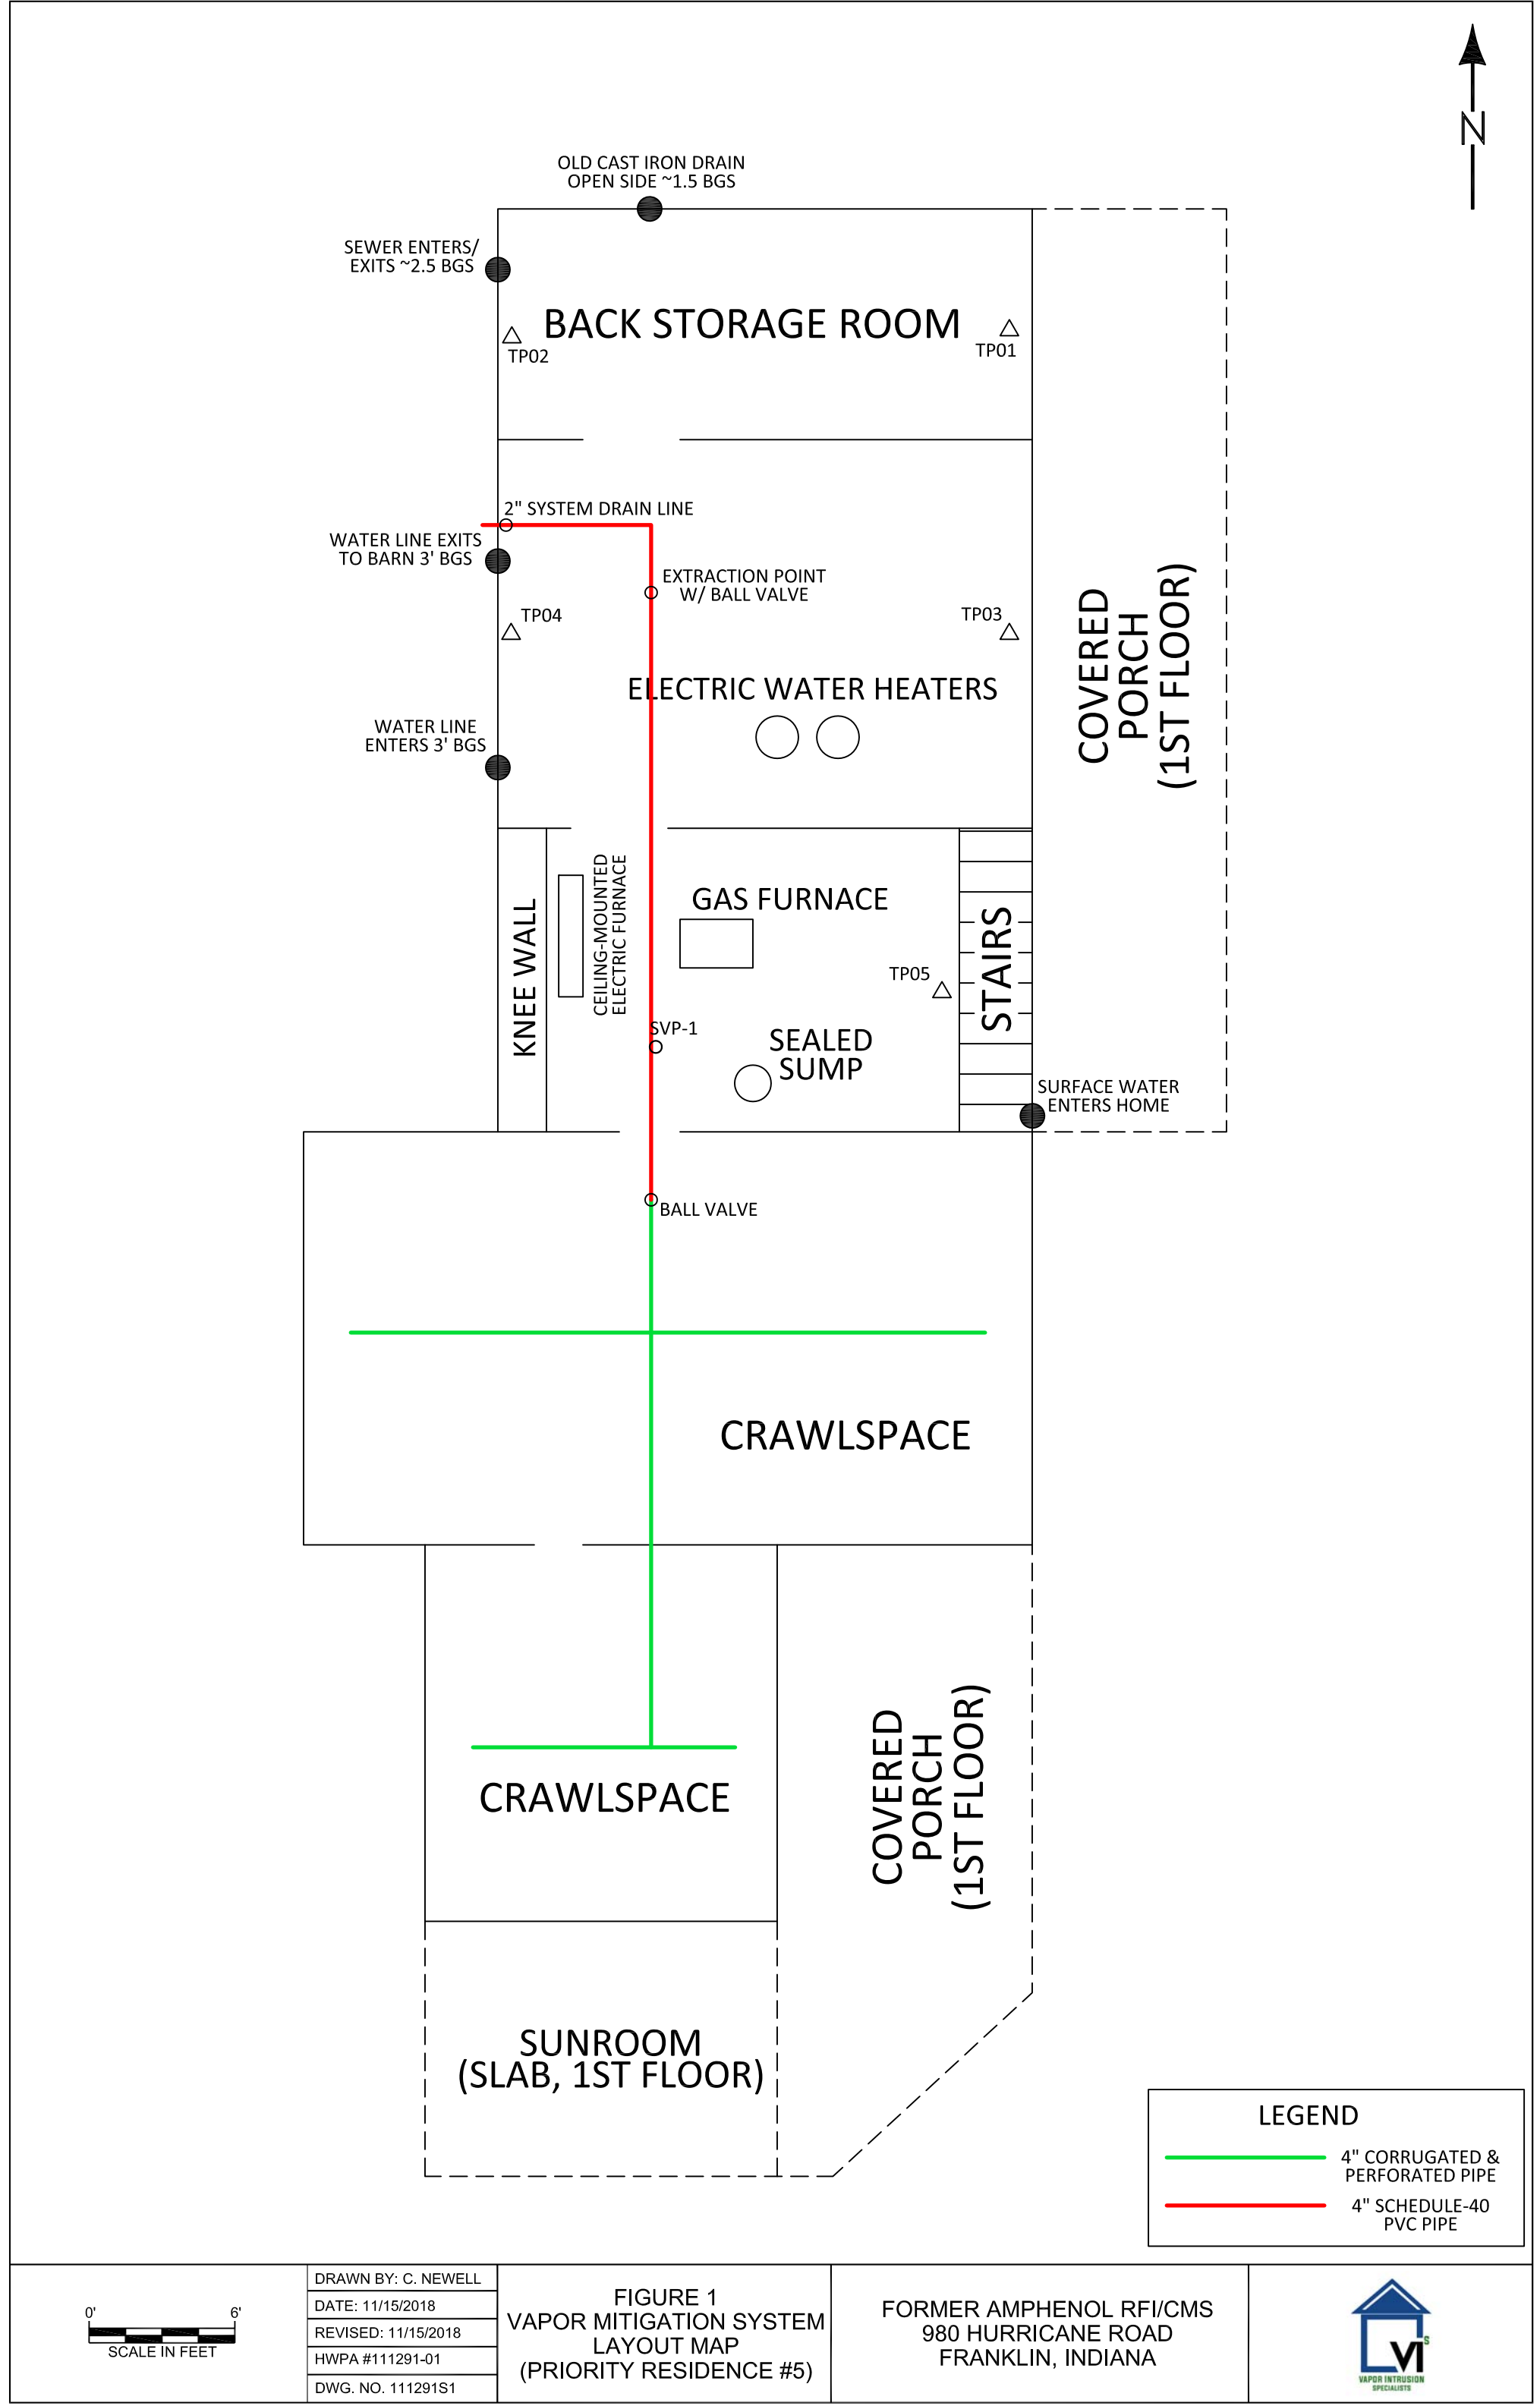 N
OLD CAST IRON DRAIN
OPEN SIDE ~1.5 BGS
SEWER ENTERS/
EXITS ~2.5 BGS
BACK STORAGE ROOM
TP02
TP01
2" SYSTEM DRAIN LINE
WATER LINE EXITS
TO BARN 3' BGS
EXTRACTION POINT
W/ BALL VALVE
TP04
TP03
COVERED
PORCH
(1ST FLOOR)
ELECTRIC WATER HEATERS
WATER LINE
ENTERS 3' BGS
KNEE WALL
CEILING-MOUNTED
ELECTRIC FURNACE
GAS FURNACE
TP05
STAIRS
SVP-1
SEALED
SUMP
SURFACE WATER
ENTERS HOME
BALL VALVE
CRAWLSPACE
CRAWLSPACE
COVERED
PORCH
(1ST FLOOR)
SUNROOM
(SLAB, 1ST FLOOR)
LEGEND
4" CORRUGATED &
PERFORATED PIPE
4" SCHEDULE-40
PVC PIPE
0' 6'
SCALE IN FEET
DRAWN BY: C. NEWELL
DATE: 11/15/2018
REVISED: 11/15/2018
HWPA #111291-01
DWG. NO. 111291S1
FIGURE 1
VAPOR MITIGATION SYSTEM
LAYOUT MAP
(PRIORITY RESIDENCE #5)
FORMER AMPHENOL RFI/CMS
980 HURRICANE ROAD
FRANKLIN, INDIANA
VIS
VAPOR INTRUSION
SPECIALISTS